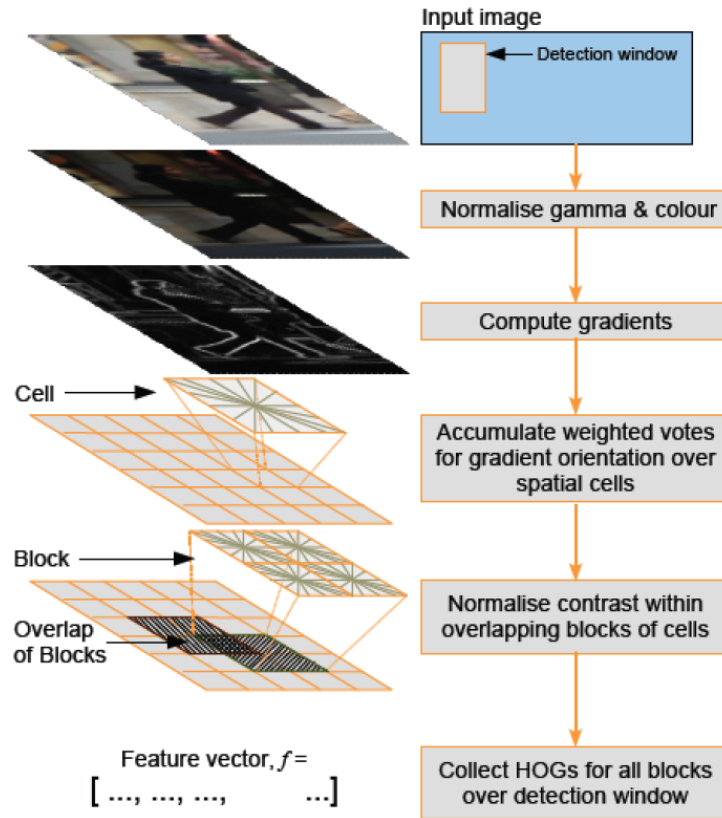 Input image
Detection window
Normalise gamma & colour
Compute gradients
Cell
Accumulate weighted votes
for gradient orientation over
spatial cells
Block
Normalise contrast within
overlapping blocks of cells
Overlap
of Blocks
Feature vector, f =
[ ..., ..., ..., ...]
Collect HOGs for all blocks
over detection window